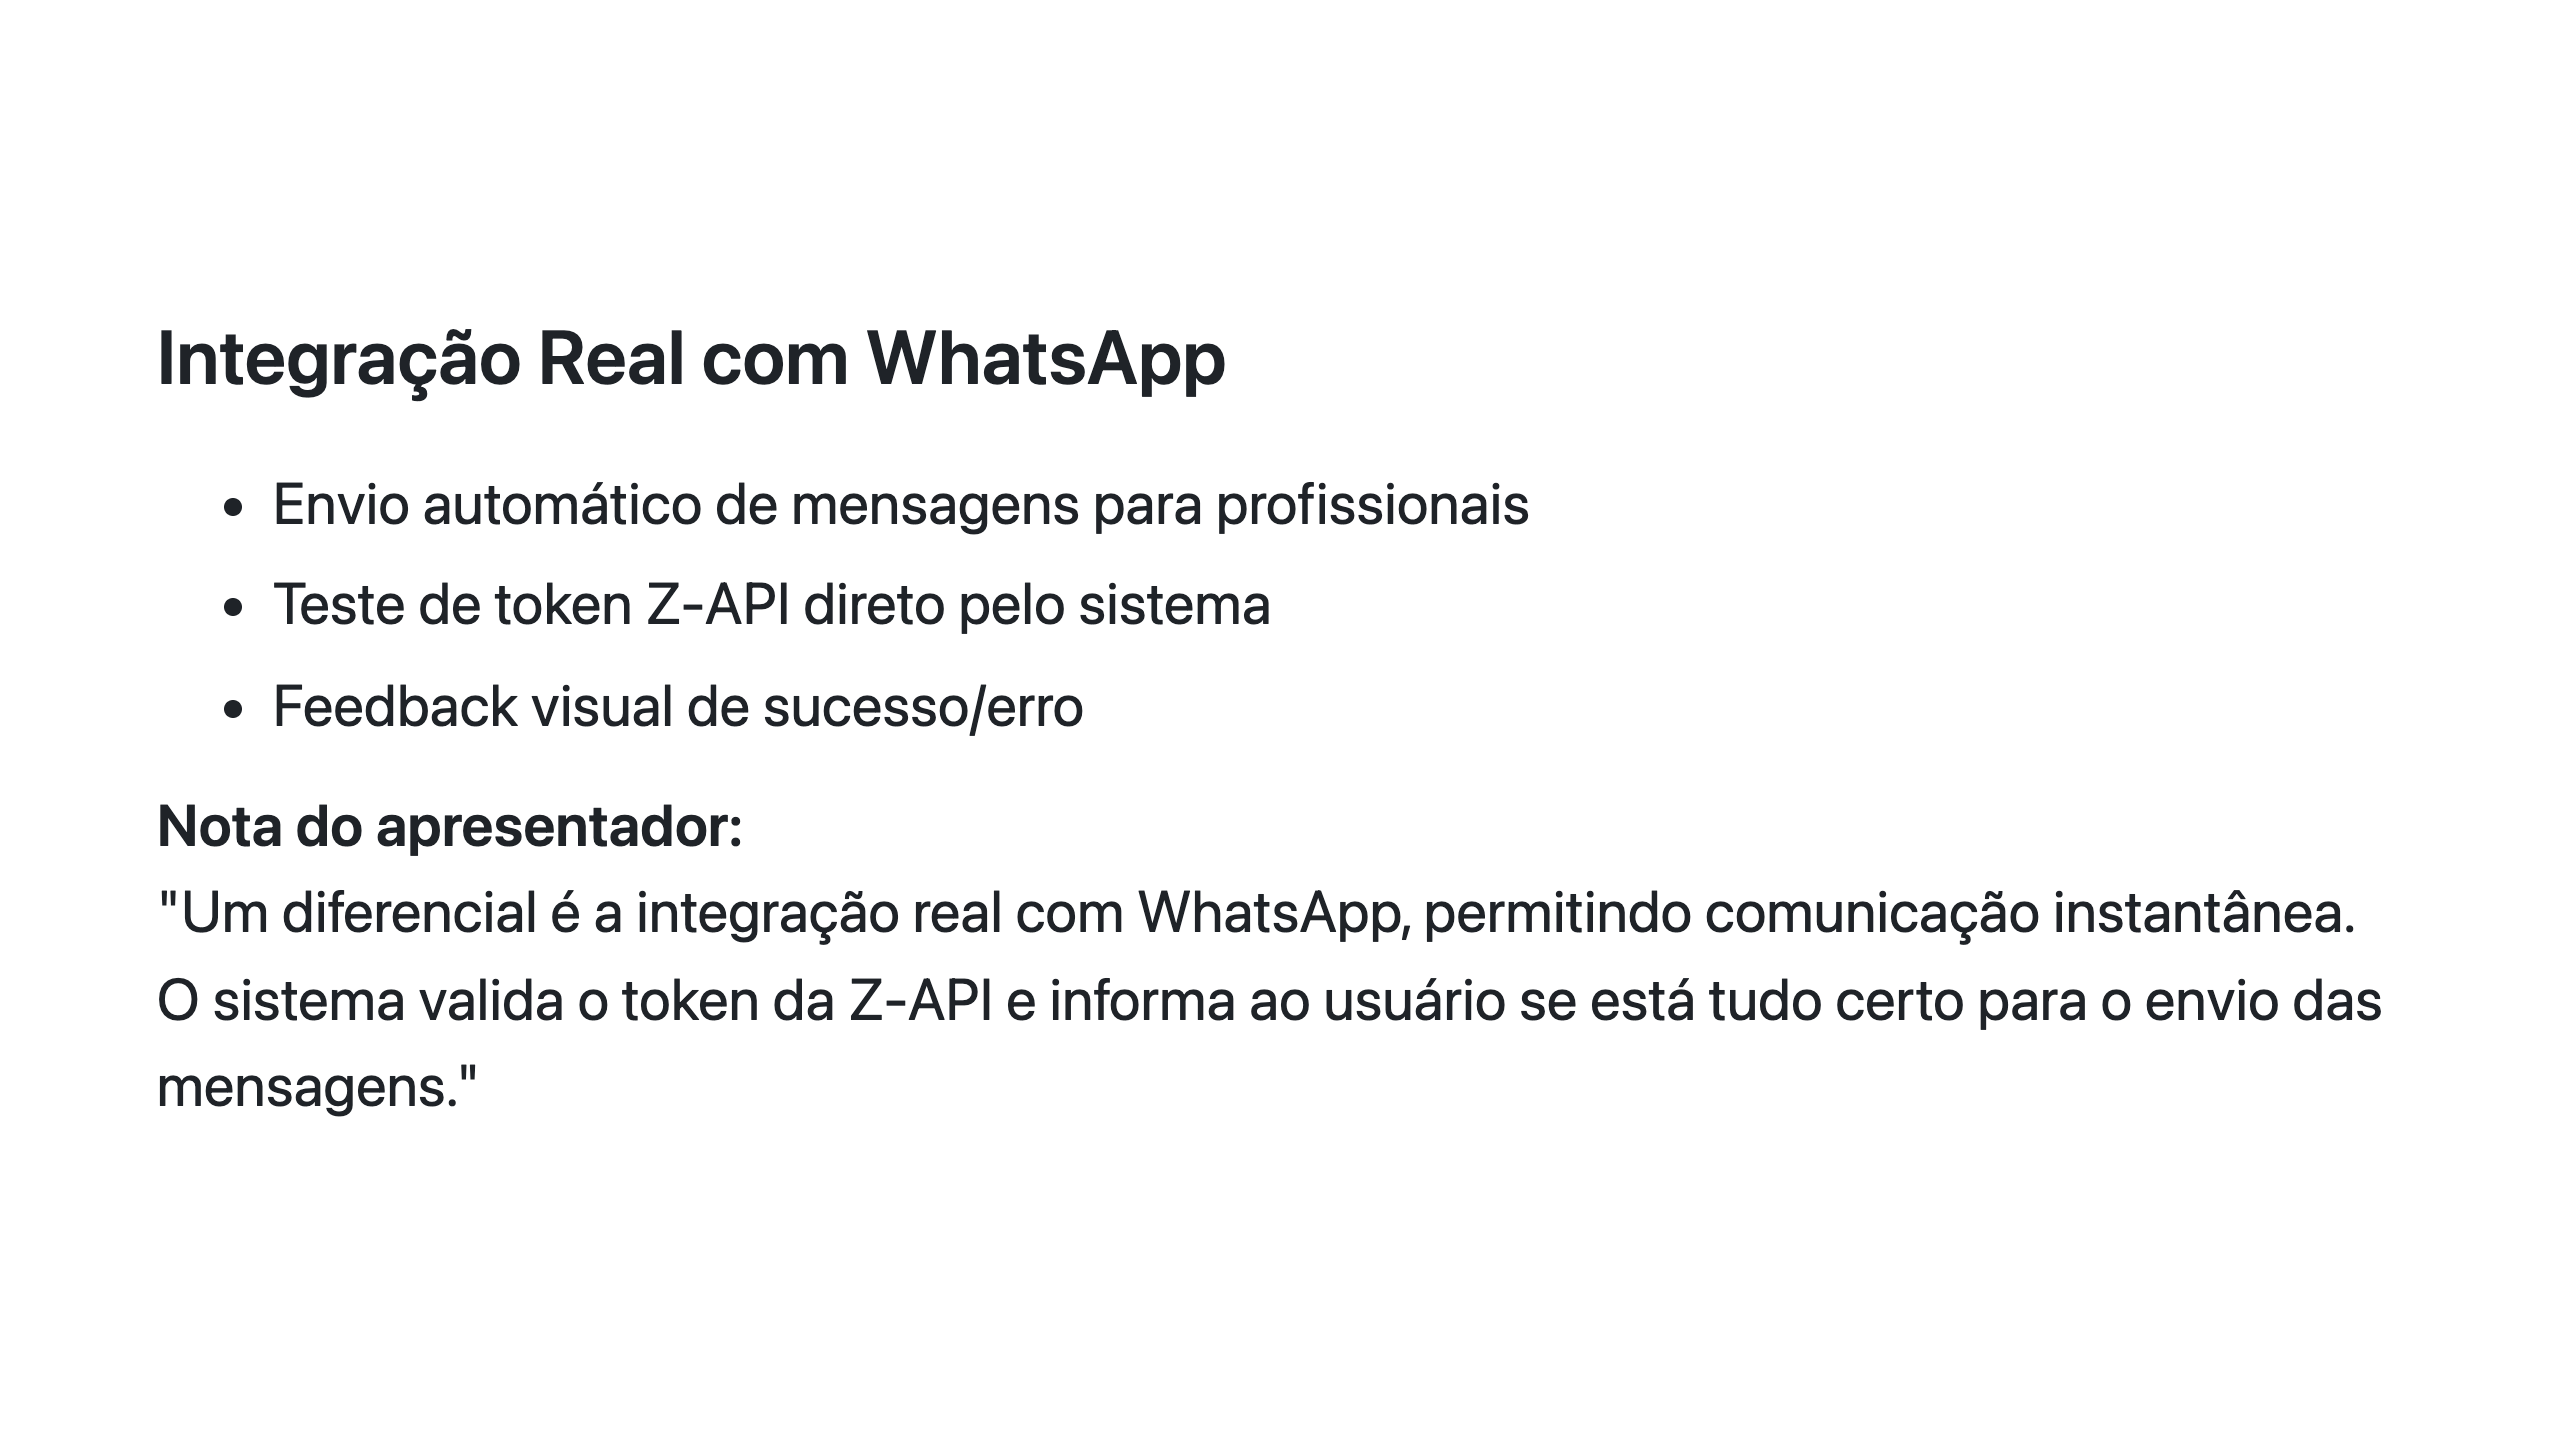 Integração Real com WhatsApp
• Envio automático de mensagens para profissionais
• Teste de token Z-API direto pelo sistema
• Feedback visual de sucesso/erro
Nota do apresentador:
"Um diferencial é a integração real com WhatsApp, permitindo comunicação instantânea.
O sistema valida o token da Z-API e informa ao usuário se está tudo certo para o envio das
mensagens."